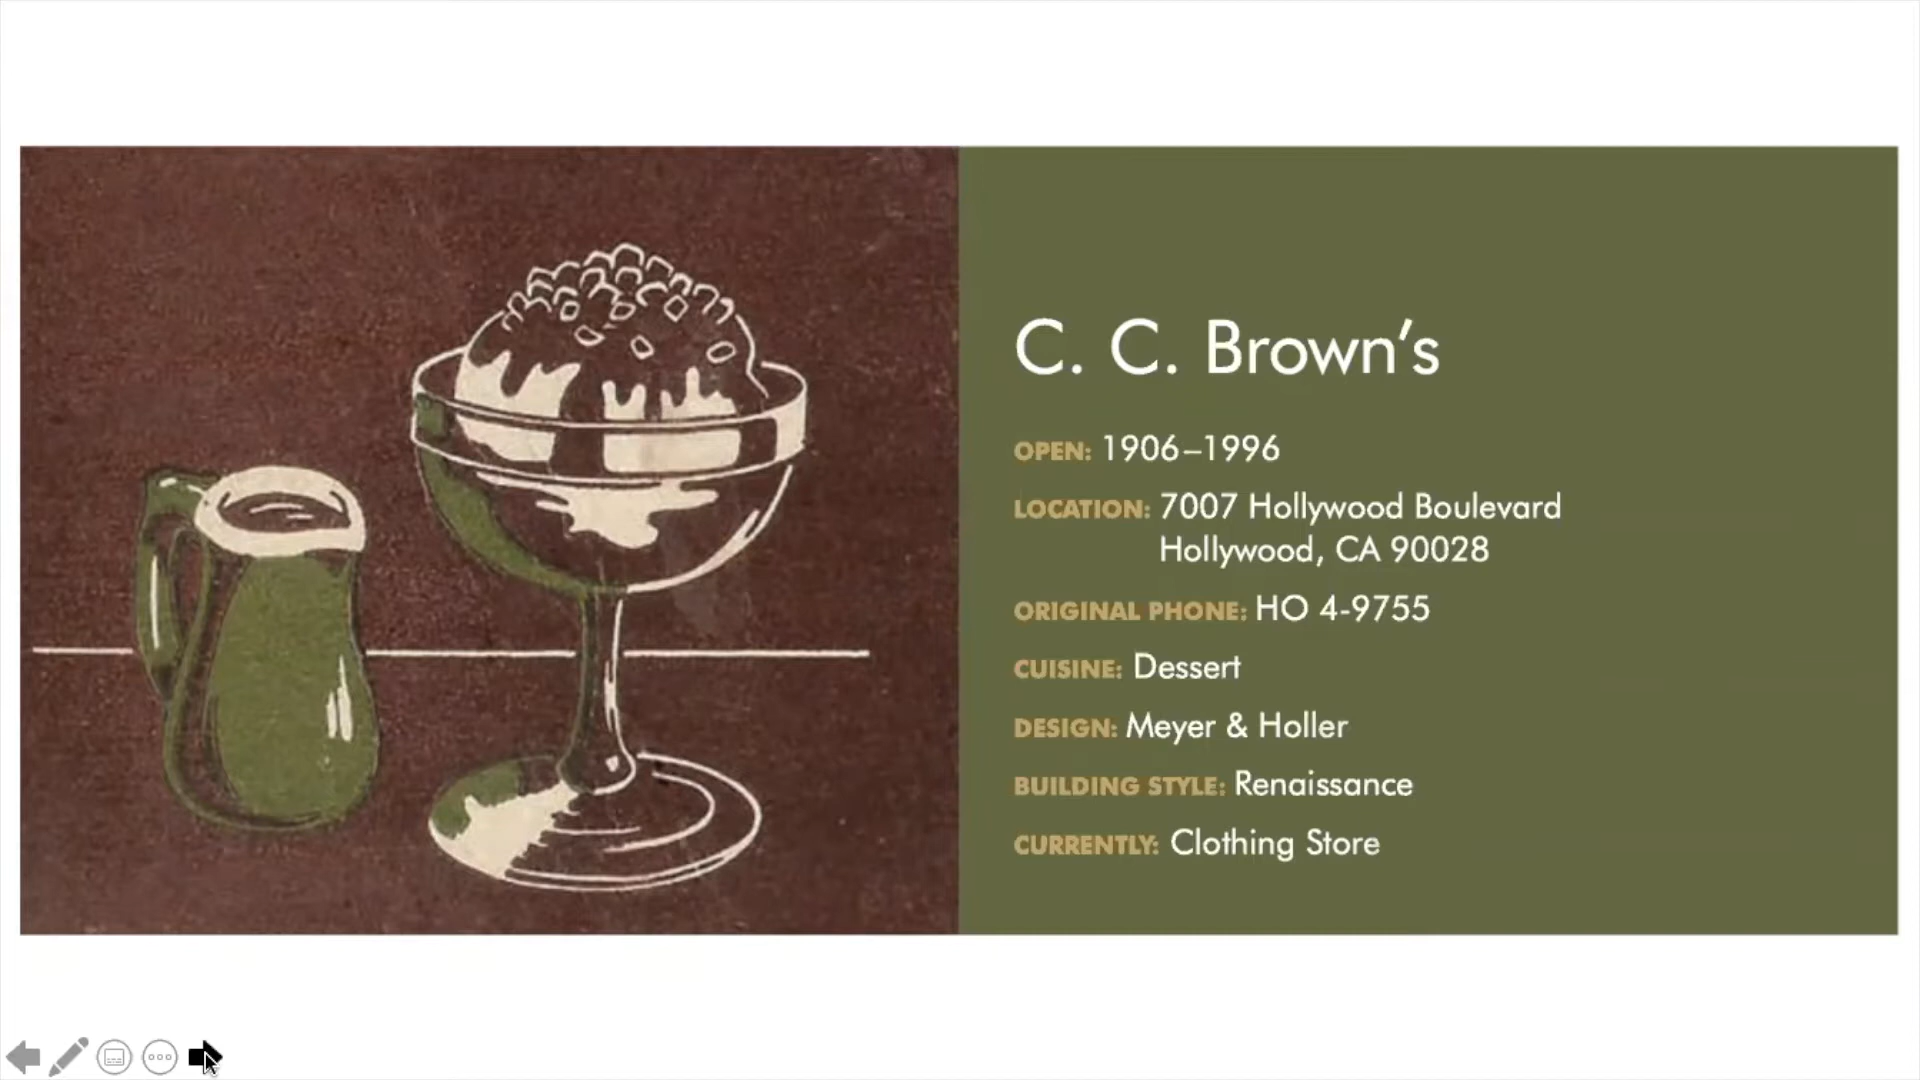 C. C. Brown’s
OPEN: 1906–1996
LOCATION: 7007 Hollywood Boulevard
Hollywood, CA 90028
ORIGINAL PHONE: HO 4-9755
CUISINE: Dessert
DESIGN: Meyer & Holler
BUILDING STYLE: Renaissance
CURRENTLY: Clothing Store